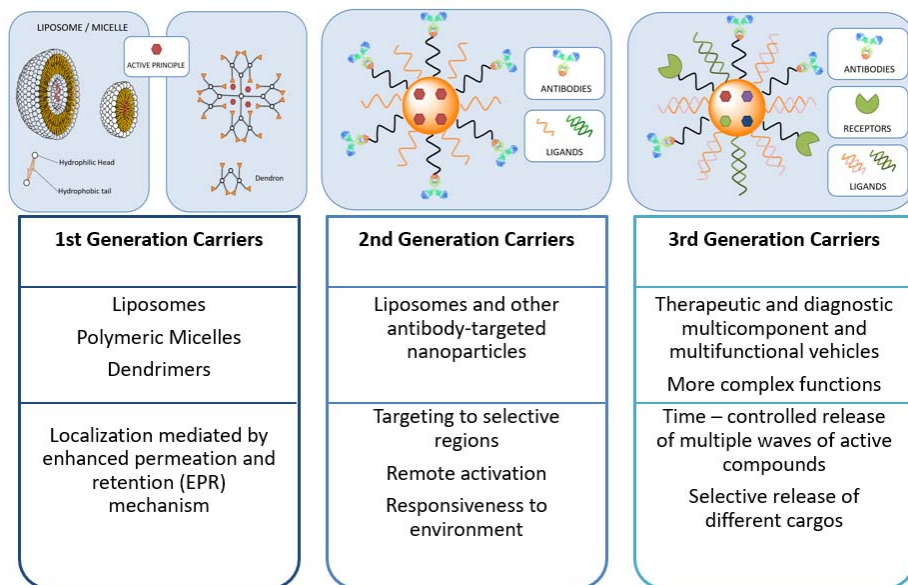 LIPOSOME / MICELLE
ACTIVE PRINCIPLE
Hydrophilic Head
Hydrophobic tail
Dendron
ANTIBODIES
LIGANDS
ANTIBODIES
RECEPTORS
LIGANDS
1st Generation Carriers
Liposomes
Polymeric Micelles
Dendrimers
Localization mediated by
enhanced permeation and
retention (EPR)
mechanism
2nd Generation Carriers
Liposomes and other
antibody-targeted
nanoparticles
Targeting to selective
regions
Remote activation
Responsiveness to
environment
3rd Generation Carriers
Therapeutic and diagnostic
multicomponent and
multifunctional vehicles
More complex functions
Time – controlled release
of multiple waves of active
compounds
Selective release of
different cargos